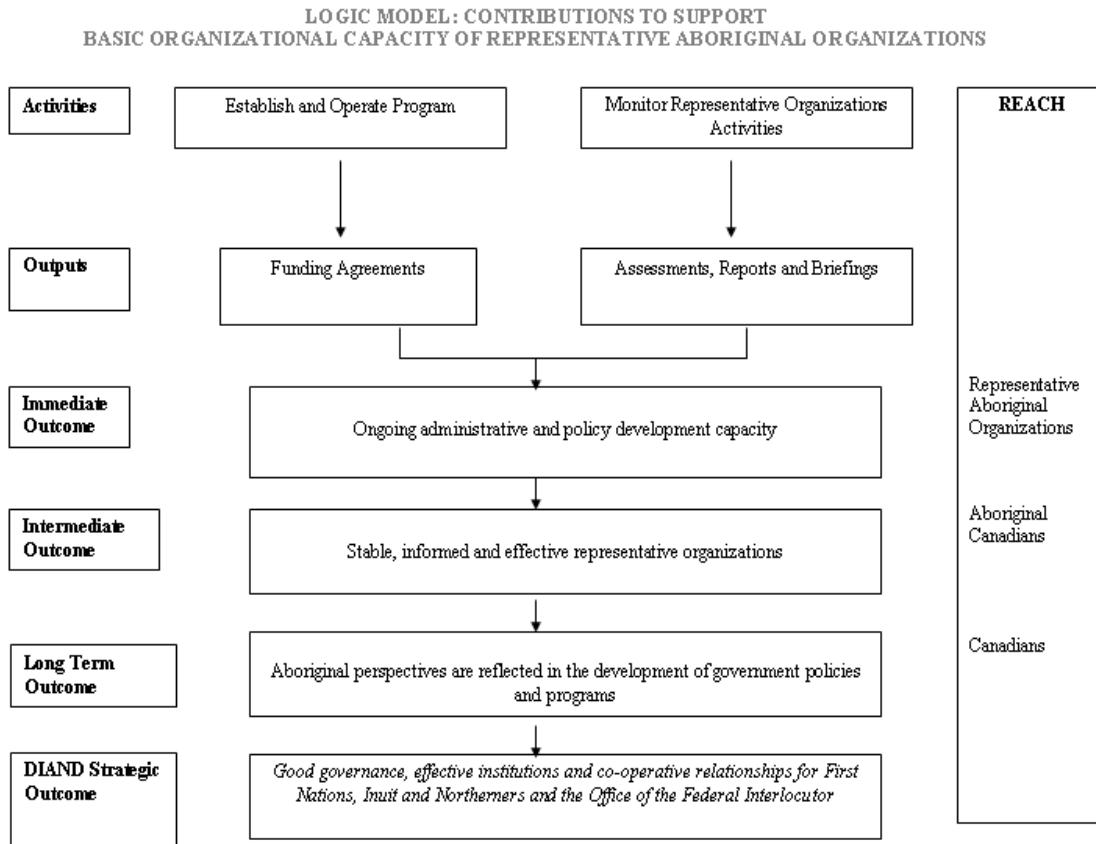 LOGIC MODEL: CONTRIBUTIONS TO SUPPORT
BASIC ORGANIZATIONAL CAPACITY OF REPRESENTATIVE ABORIGINAL ORGANIZATIONS
Activities
Establish and Operate Program
Monitor Representative Organizations
Activities
REACH
Outputs
Funding Agreements
Assessments, Reports and Briefings
Immediate
Outcome
Ongoing administrative and policy development capacity
Representative
Aboriginal
Organizations
Intermediate
Outcome
Stable, informed and effective representative organizations
Aboriginal
Canadians
Long Term
Outcome
Aboriginal perspectives are reflected in the development of government policies
and programs
Canadians
DIAND Strategic
Outcome
Good governance, effective institutions and co-operative relationships for First
Nations, Inuit and Northerners and the Office of the Federal Interlocutor